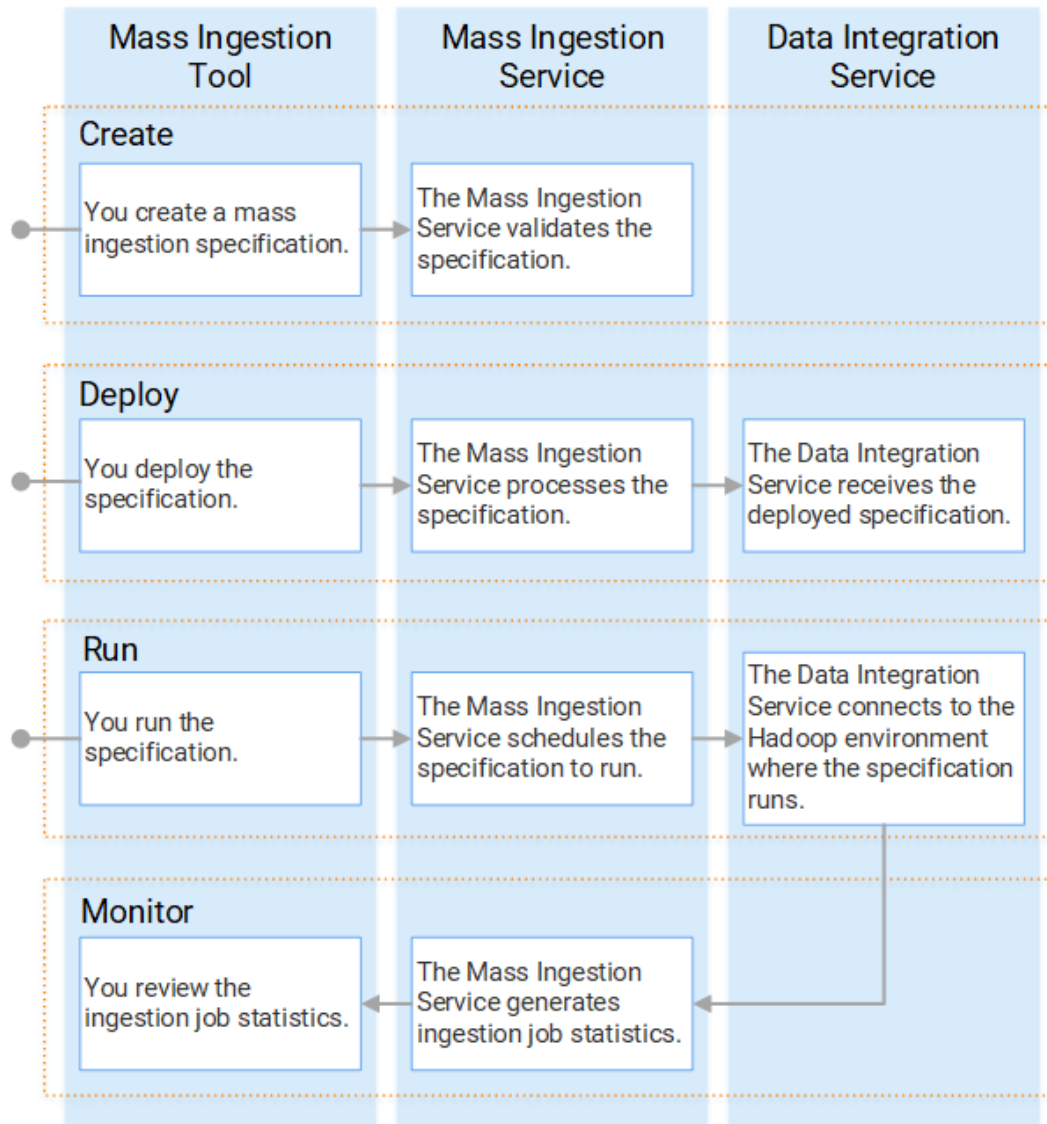 Mass Ingestion
Tool
Mass Ingestion
Service
Data Integration
Service
Create
You create a mass
ingestion specification.
The Mass Ingestion
Service validates the
specification.
Deploy
You deploy the
specification.
The Mass Ingestion
Service processes the
specification.
The Data Integration
Service receives the
deployed specification.
Run
You run the
specification.
The Mass Ingestion
Service schedules the
specification to run.
The Data Integration
Service connects to the
Hadoop environment
where the specification
runs.
Monitor
You review the
ingestion job statistics.
The Mass Ingestion
Service generates
ingestion job statistics.